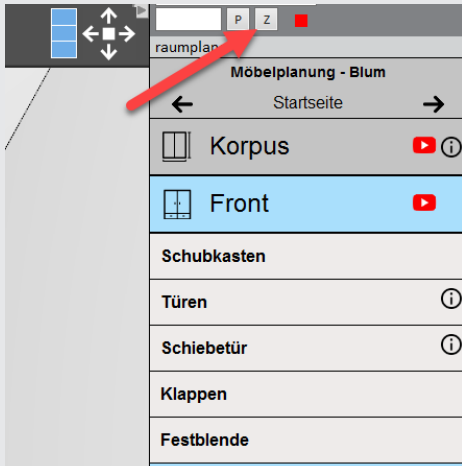 P Z
raumplan
Möbelplanung - Blum
Startseite
Korpus
Front
Schubkasten
Türen
Schiebetür
Klappen
Festblende